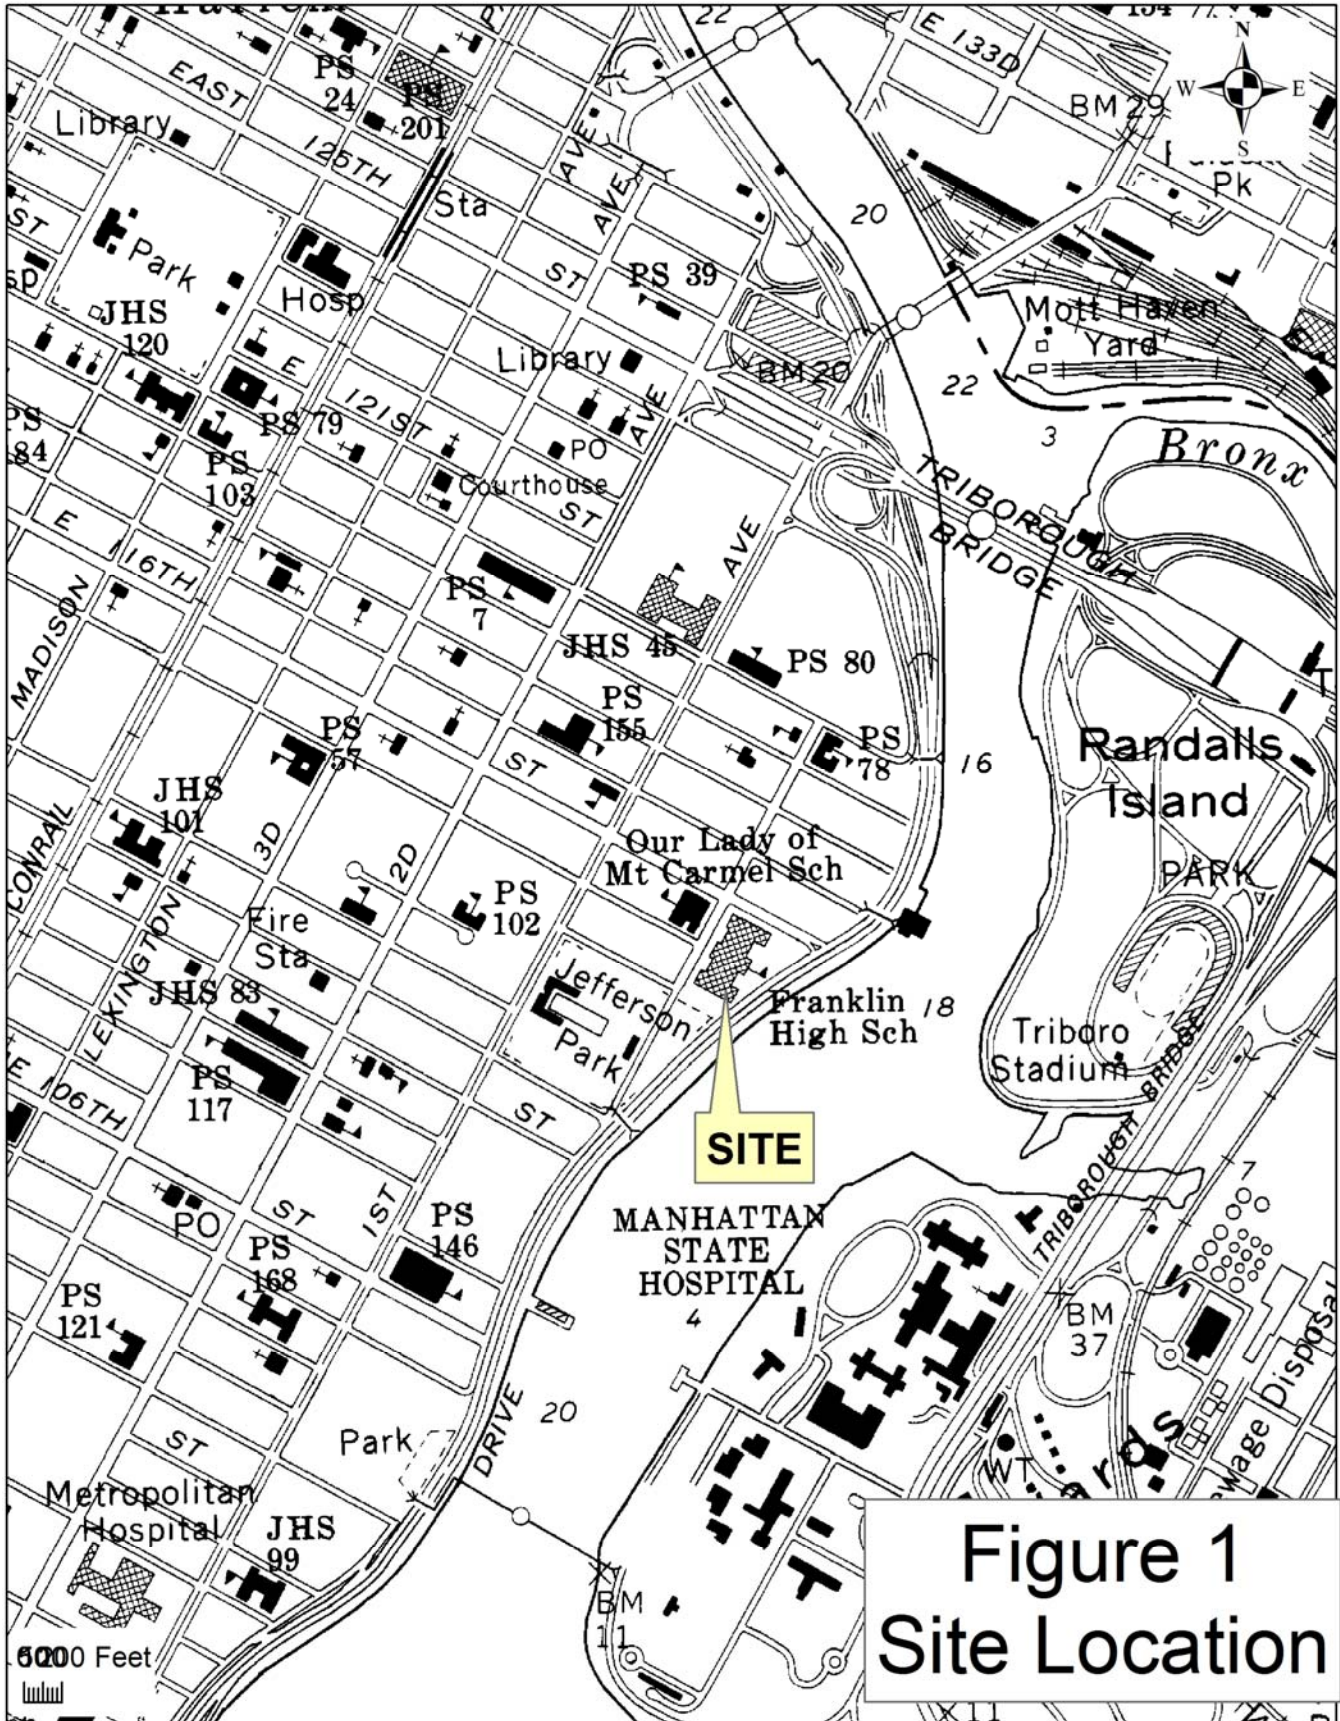 22
E 133D
N
W
E
S
PS
24
PS
201
EAST
125TH
Library
BM 29
Pk
AVE
AVE
Sta
20
ST
Park
ST
PS 39
Hosp
Mott Haven
Yard
JHS
120
Library
BM 20
22
E
121ST
AVE
3
Bronx
PS
84
PS 79
PO
PS
103
Courthouse
ST
TRIBOROUGH
BRIDGE
E
116TH
AVE
PS
7
MADISON
JHS 45
PS 80
PS
155
PS
57
ST
PS
78
16
Randalls
Island
JHS
101
3D
2D
Our Lady of
Mt Carmel Sch
PARK
CONRAIL
PS
102
LEXINGTON
Fire
Sta
JHS 83
Jefferson
Park
Franklin
High Sch
18
Triboro
Stadium
E 106TH
PS
117
ST
SITE
TRIBOROUGH BRIDGE
7
PO
ST
1ST
PS
146
MANHATTAN
STATE
HOSPITAL
PS
168
PS
121
4
BM
37
Disposal
DRIVE
20
Park
ST
WT
Metropolitan
Hospital
JHS
99
BM
11
Feet
Figure 1
Site Location
11